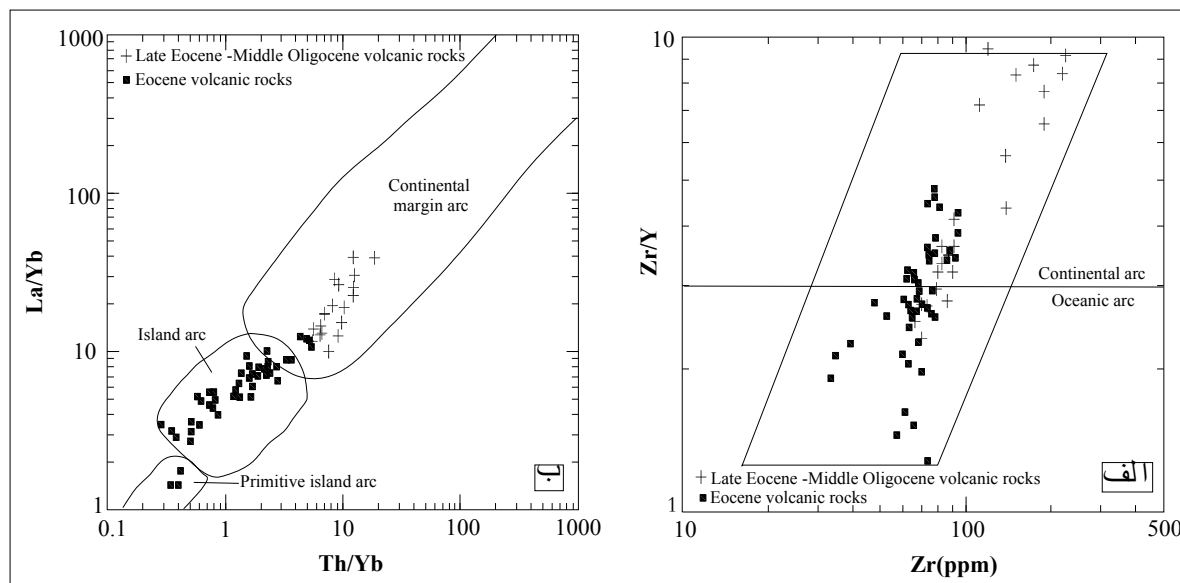 1000
100
10
1
La/Yb
+ Late Eocene -Middle Oligocene volcanic rocks
■ Eocene volcanic rocks
Continental
margin arc
Island arc
Primitive island arc
ب
0.1 1 10 100 1000
Th/Yb
10
1
Zr/Y
Continental arc
Oceanic arc
+ Late Eocene -Middle Oligocene volcanic rocks
■ Eocene volcanic rocks
الف
10 100 500
Zr(ppm)